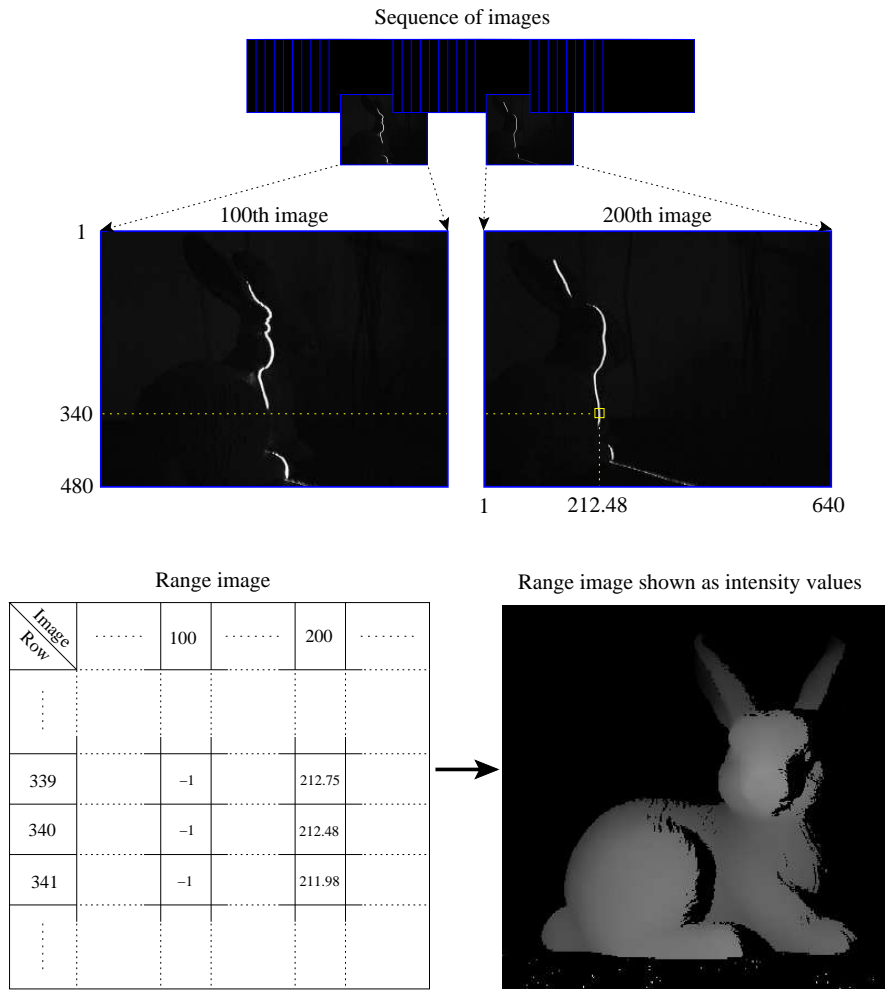 Sequence of images
100th image
200th image
1
340
480
1
212.48
640
Range image
Range image shown as intensity values
Image
Row
100
200
339
−1
212.75
340
−1
212.48
341
−1
211.98